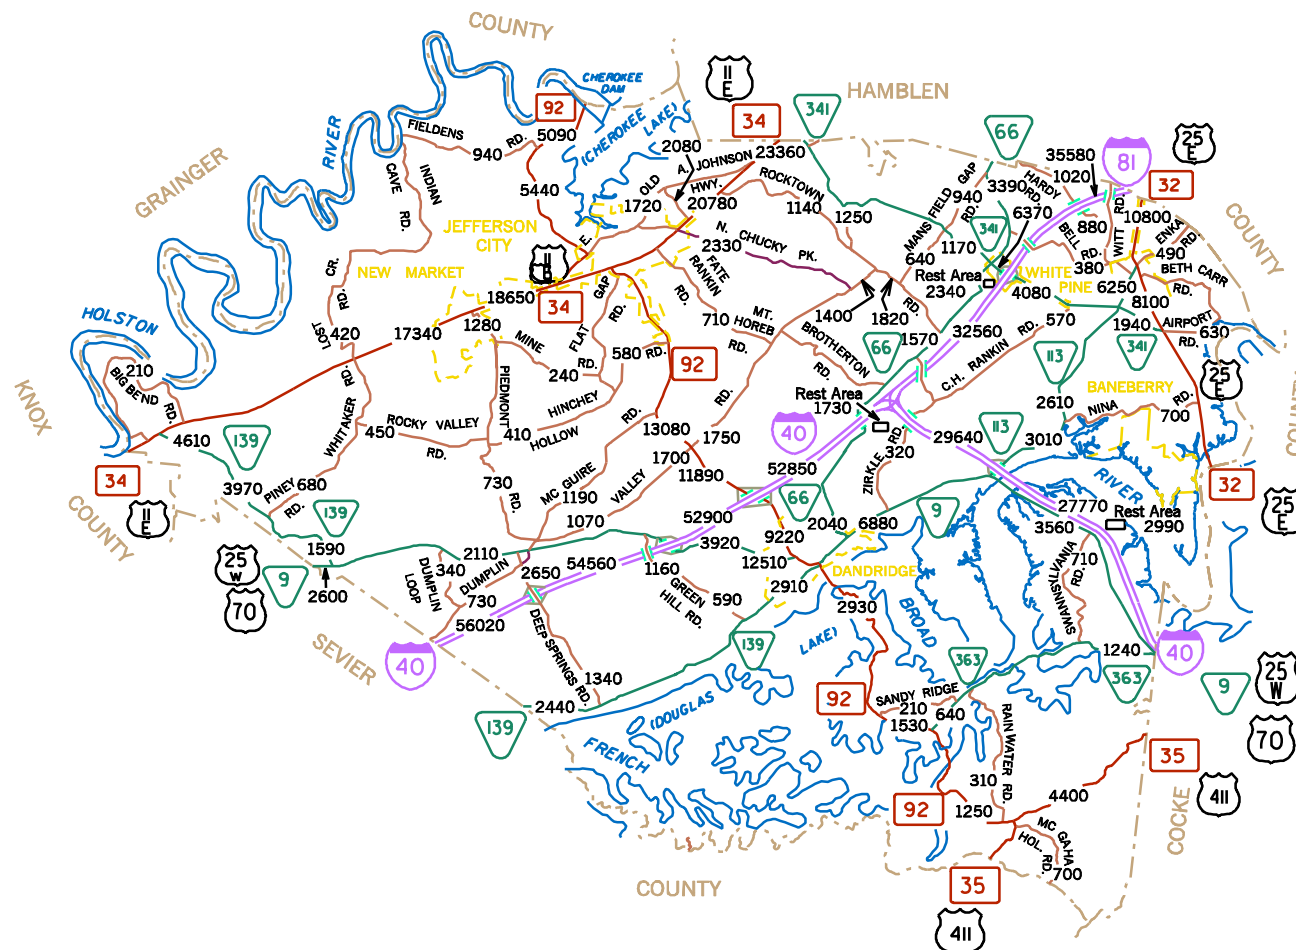 COUNTY
CHEROKEE
DAM
11
E
92
HAMBLEN
34
341
66
25
E
81
32
FIELDENS
RD.
5090
940
RIVER
(CHEROKEE
LAKE)
2080
23360
35580
1020
GRAINGER
INDIAN
CAVE
RD.
5440
OLD
A. JOHNSON
HWY.
1720
20780
ROCKTOWN
1140
1250
MANS FIELD GAP
RD.
940
3390
HARDY
RD.
6370
880
BELL
RD.
WITT RD.
10800
ENKA
RD
490
COUNTY
JEFFERSON
CITY
E.
2330
N. CHUCKY PK.
640
1170
341
380
BETH CARR
RD.
NEW MARKET
11
E
FATE
RANKIN
RD.
Rest Area
2340
WHITE
PINE
6250
8100
HOLSTON
LOST
CR.
RD.
18650
34
GAP
FLAT
RD.
4080
570
1940
AIRPORT
630
17340
1280
420
MINE
RD.
240
580
RD.
710
MT.
HOREB
RD.
1400
1820
RD.
1570
32560
C.H. RANKIN
RD.
113
341
25
E
210
BIG BEND
RD.
92
BROTHERTON
RD.
66
BANEBERRY
KNOX
PIEDMONT
RD.
HINCHEY
HOLLOW
RD.
Rest Area
1730
2610
NINA
RD.
700
COUNTY
4610
139
WHITAKER
RD.
450
ROCKY VALLEY
RD.
410
13080
1750
RD.
40
29640
113
3010
34
11
E
COUNTY
3970
PINEY
RD.
680
730
MC GUIRE
1190
VALLEY
1700
11890
52850
ZIRKLE
RD.
320
RIVER
32
139
1070
52900
66
2040
6880
9
27770
Rest Area
3560
2990
25
E
25
W
70
9
1590
2600
2110
DUMPLIN
LOOP
340
DUMPLIN
730
2650
54560
3920
1160
9220
12510
DANDRIDGE
SWANNSYLVANIA
RD.
710
56020
GREEN
HILL RD.
590
2910
2930
BROAD
SEVIER
40
DEEP SPRINGS RD.
1340
139
LAKE)
363
1240
363
40
9
25
W
70
139
2440
(DOUGLAS
FRENCH
92
SANDY RIDGE
210
1530
640
RAIN WATER RD.
310
35
411
92
1250
4400
MC GAHA
HOL. RD.
700
COCKE
COUNTY
35
411